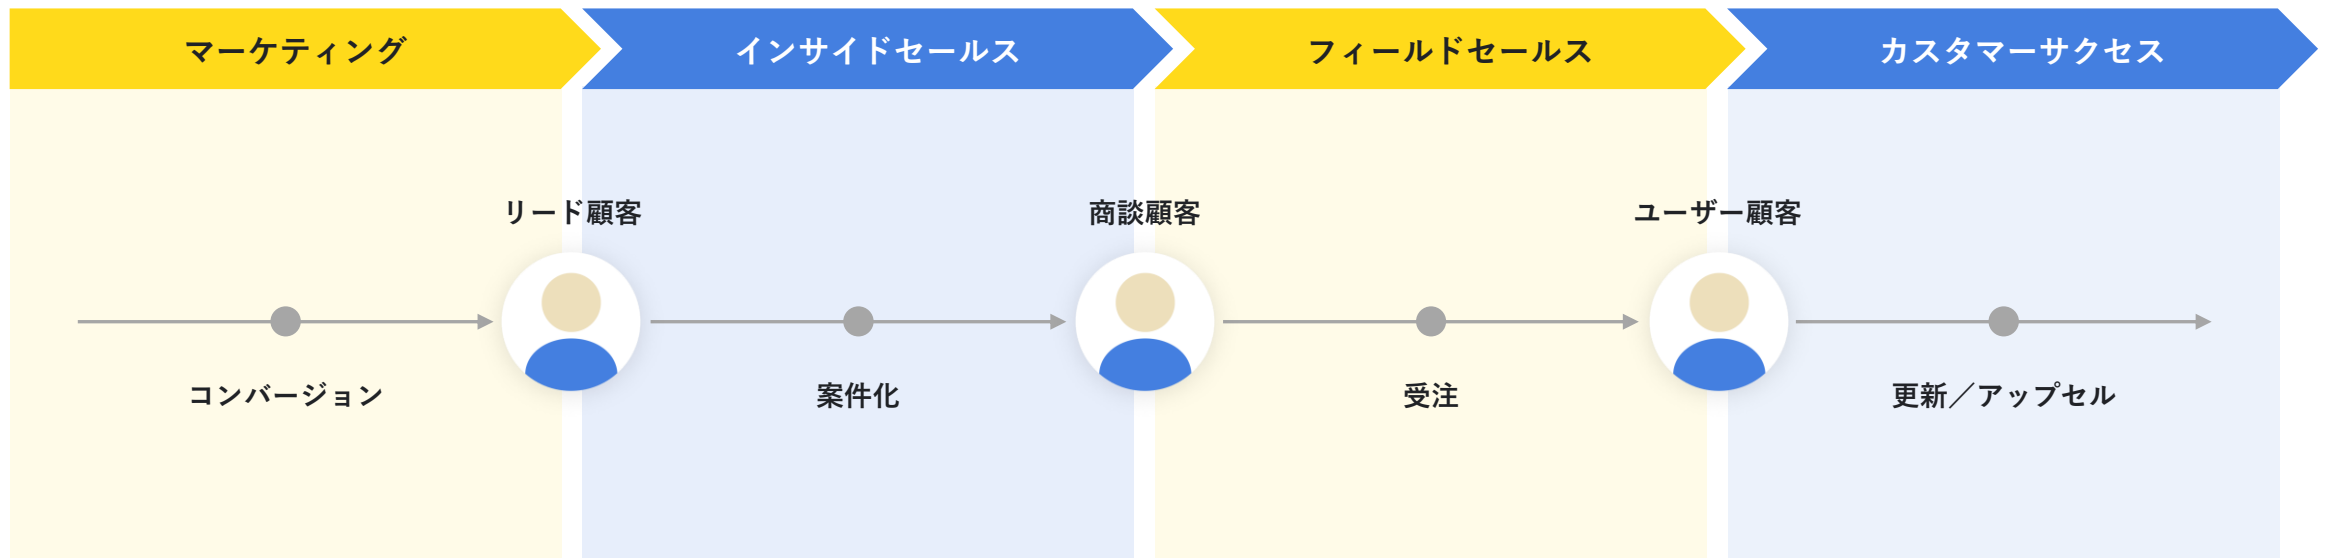 マーケティング
インサイドセールス
フィールドセールス
カスタマーサクセス
リード顧客
商談顧客
ユーザー顧客
コンバージョン
案件化
受注
更新／アップセル